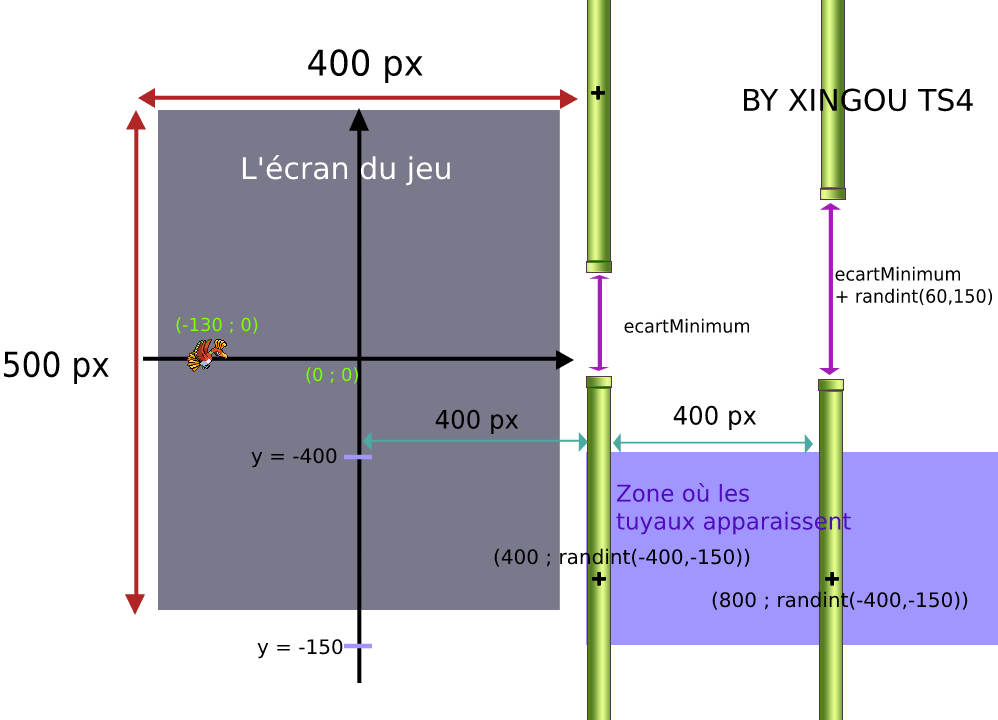 400 px
BY XINGOU TS4
L'écran du jeu
ecartMinimum
+ randint(60,150)
(-130 ; 0)
ecartMinimum
500 px
(0 ; 0)
400 px
400 px
y = -400
Zone où les
tuyaux apparaissent
(400 ; randint(-400,-150))
(800 ; randint(-400,-150))
y = -150